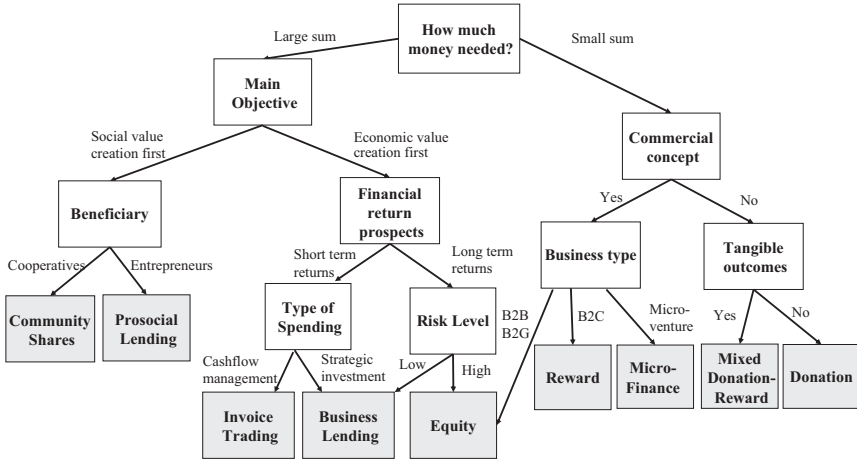 How much
money needed?
Large sum
Small sum
Main
Objective
Commercial
concept
Social value
creation first
Economic value
creation first
Yes
No
Beneficiary
Financial
return
prospects
Business type
Tangible
outcomes
Cooperatives
Entrepreneurs
Short term
returns
Long term
returns
Community
Shares
Prosocial
Lending
Type of
Spending
Risk Level
B2B
B2G
B2C
Micro-
venture
Yes
No
Cashflow
management
Strategic
investment
Low
High
Reward
Micro-
Finance
Mixed
Donation-
Reward
Donation
Invoice
Trading
Business
Lending
Equity